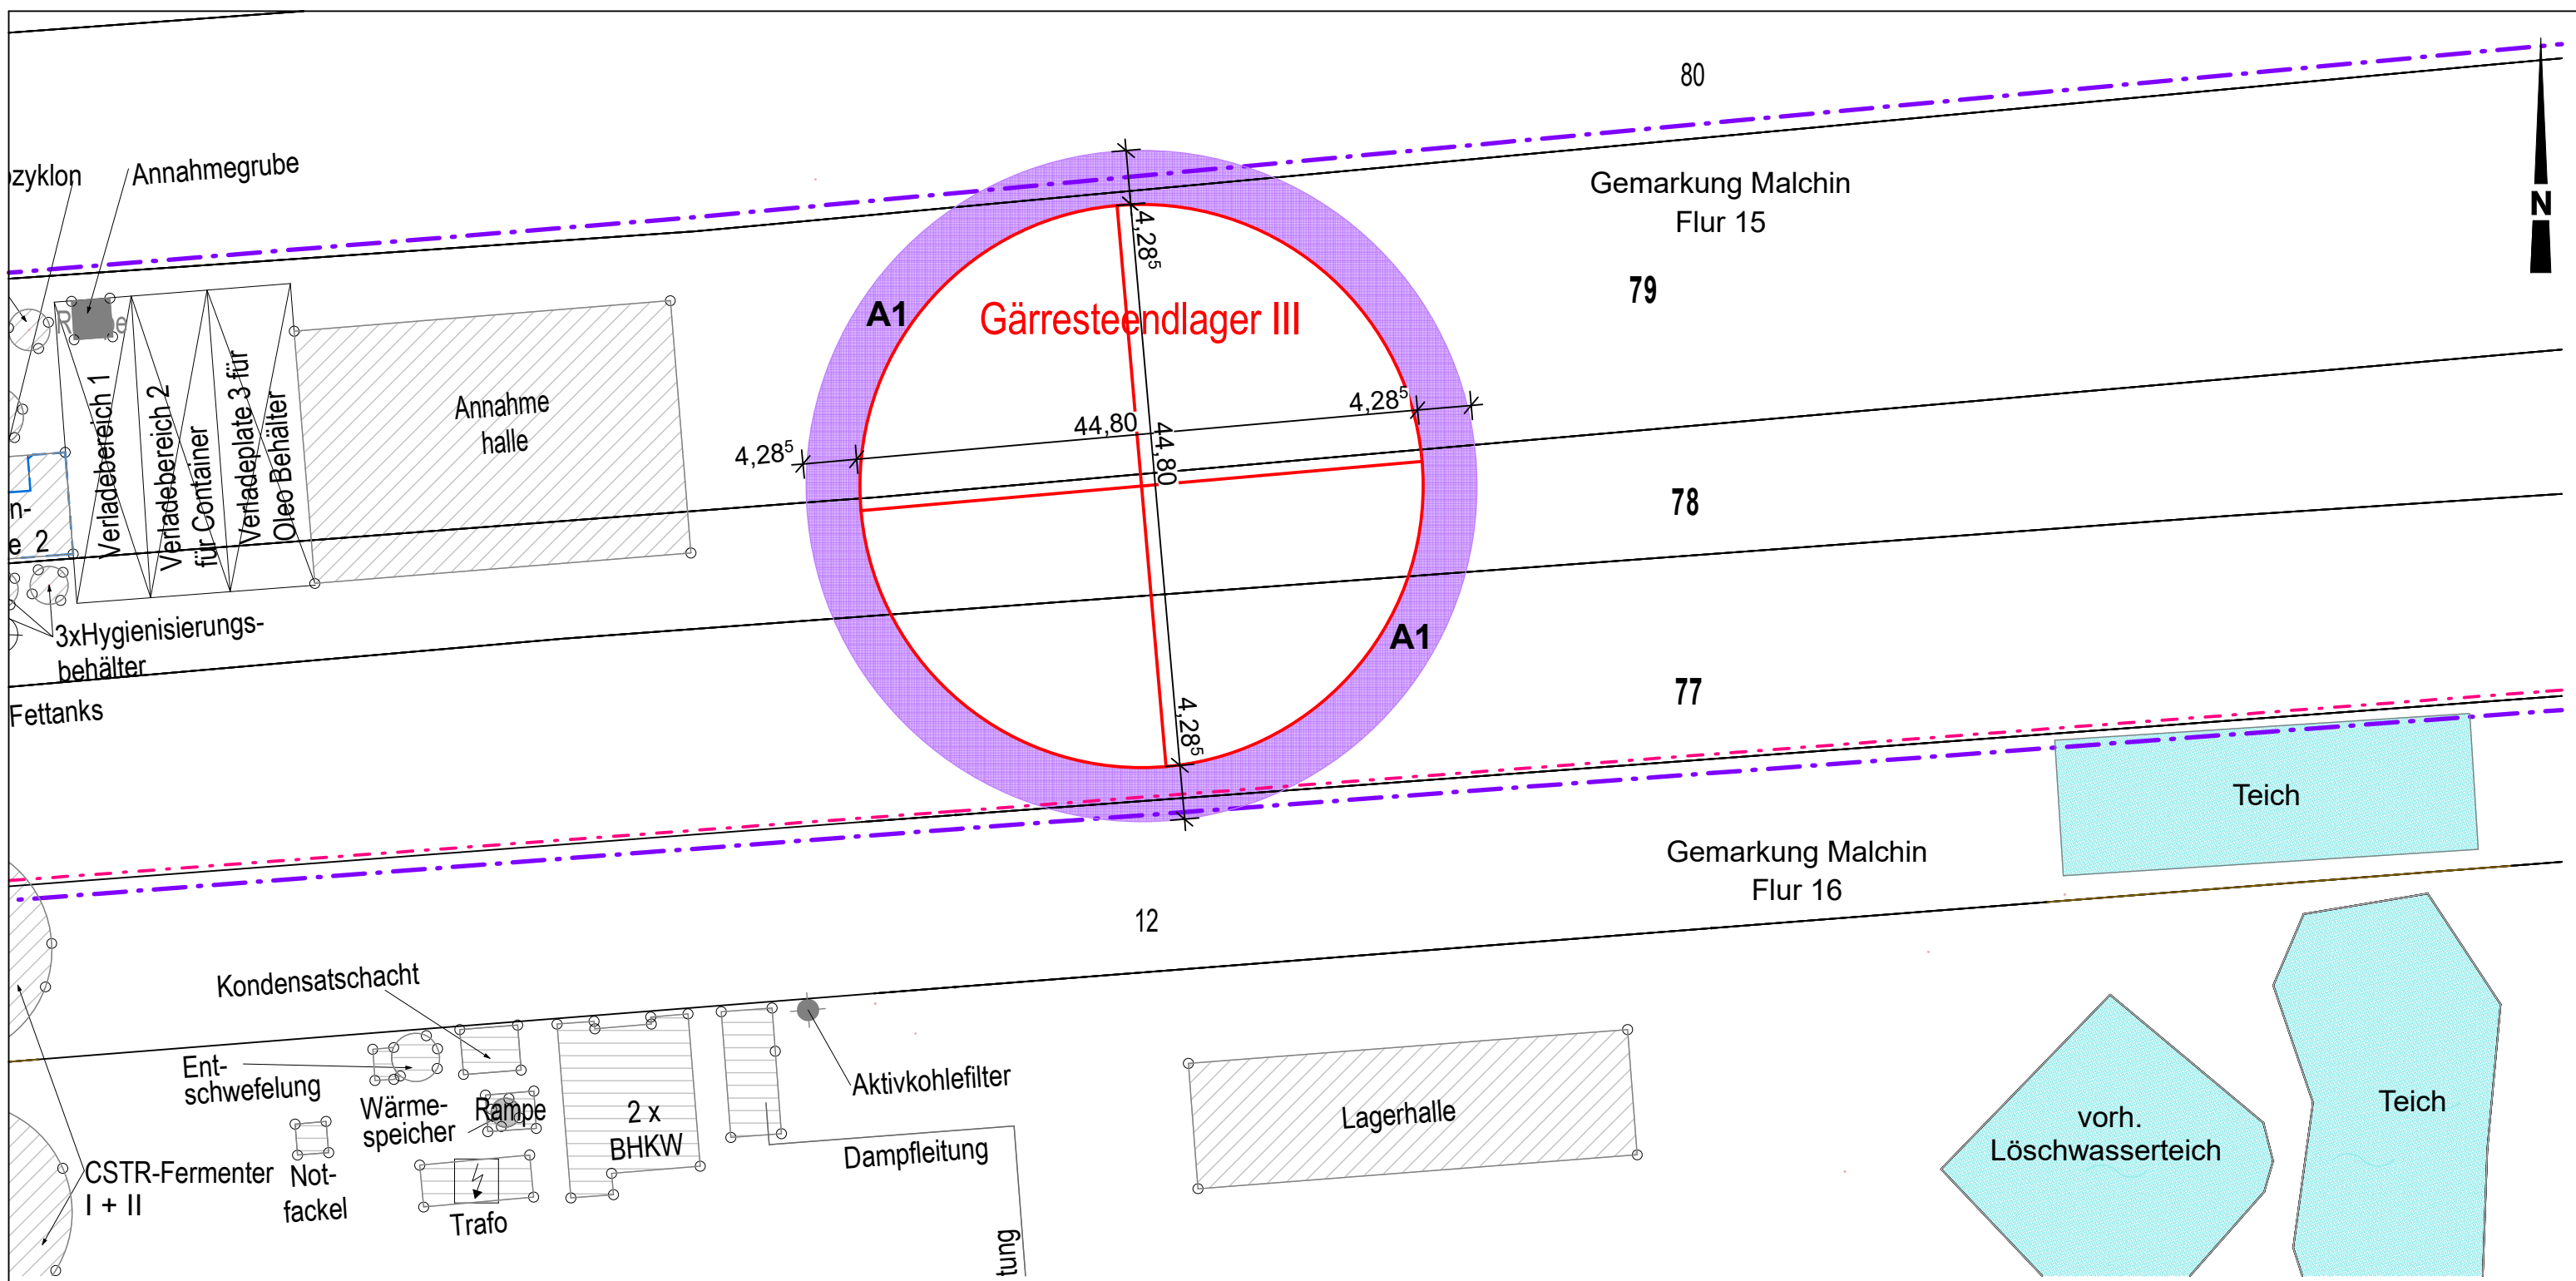 80
Gemarkung Malchin
Flur 15
N
Annahmegrube
79
A1
Gärresteendlager III
4,28⁵
4,28⁵
44,80
44,80
4,28⁵
4,28⁵
Annahme
halle
Verladebereich 1
Verladebereich 2
für Container
Verladeplate 3 für
Oleo Behälter
78
e 2
3xHygienisierungs-
behälter
A1
77
Fettanks
Teich
Gemarkung Malchin
Flur 16
12
Kondensatschacht
Ent-
schwefelung
Wärme-
speicher
Rampe
2 x
BHKW
Aktivkohlefilter
Dampfleitung
Lagerhalle
vorh.
Löschwasserteich
Teich
CSTR-Fermenter
I + II
Not-
fackel
Trafo
tung